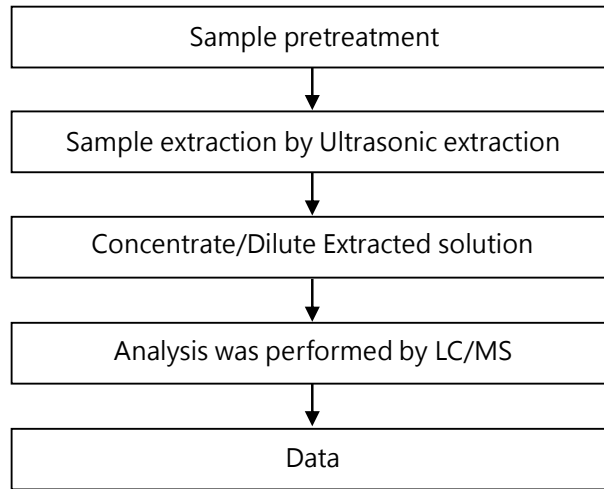 Sample pretreatment
Sample extraction by Ultrasonic extraction
Concentrate/Dilute Extracted solution
Analysis was performed by LC/MS
Data